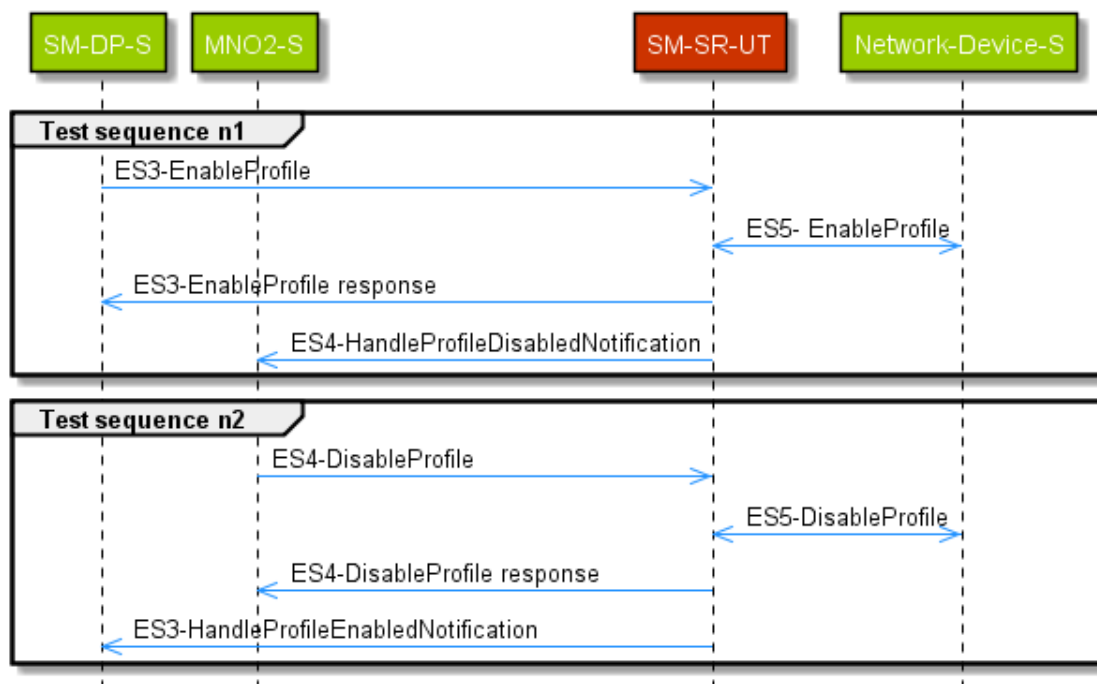 SM-DP-S MNO2-S SM-SR-UT Network-Device-S
Test sequence n1
ES3-EnableProfile
ES5- EnableProfile
ES3-EnableProfile response
ES4-HandleProfileDisabledNotification
Test sequence n2
ES4-DisableProfile
ES5-DisableProfile
ES4-DisableProfile response
ES3-HandleProfileEnabledNotification